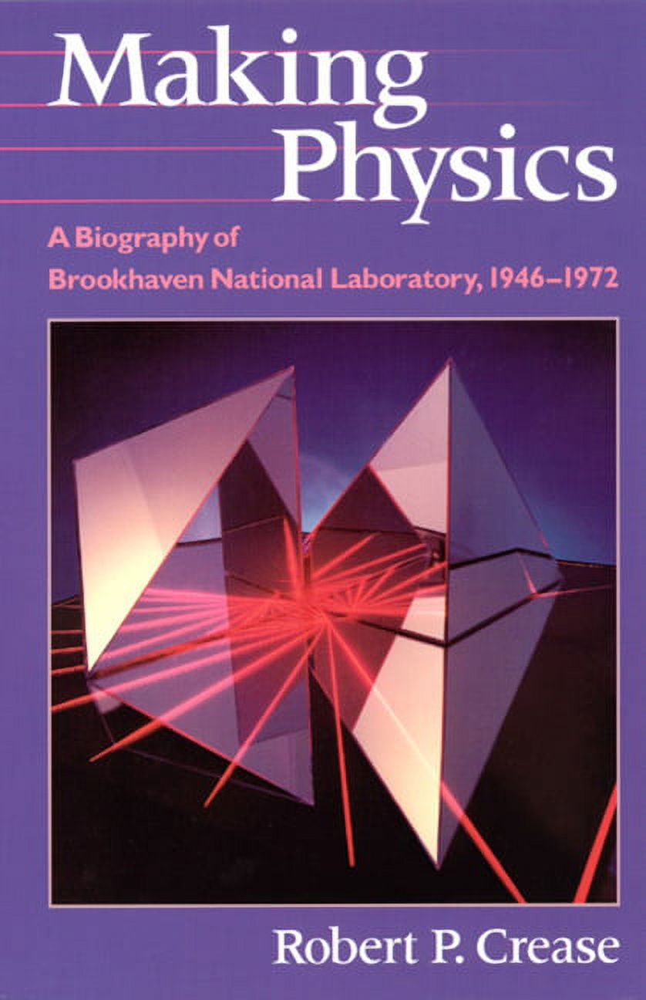 Making
Physics
A Biography of
Brookhaven National Laboratory, 1946–1972
Robert P. Crease